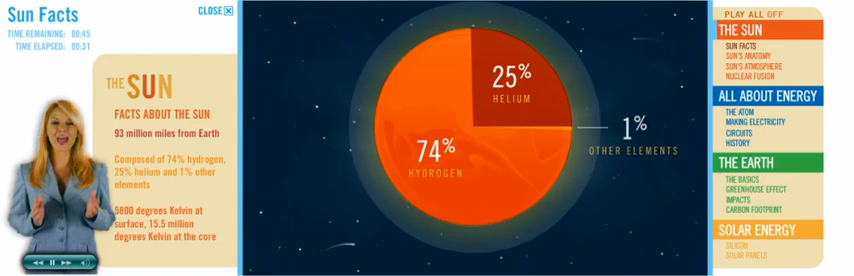 Sun Facts
CLOSE
TIME REMAINING: 00:45
TIME ELAPSED: 00:31
THE SUN
FACTS ABOUT THE SUN
93 million miles from Earth
Composed of 74% hydrogen,
25% helium and 1% other
elements
5800 degrees Kelvin at
surface, 15.5 million
degrees Kelvin at the core
25%
HELIUM
74%
HYDROGEN
1%
OTHER ELEMENTS
PLAY ALL OFF
THE SUN
SUN FACTS
SUN'S ANATOMY
SUN'S ATMOSPHERE
NUCLEAR FUSION
ALL ABOUT ENERGY
THE ATOM
MAKING ELECTRICITY
CIRCUITS
HISTORY
THE EARTH
THE BASICS
GREENHOUSE EFFECT
IMPACTS
CARBON FOOTPRINT
SOLAR ENERGY
SILICON
SOLAR PANELS